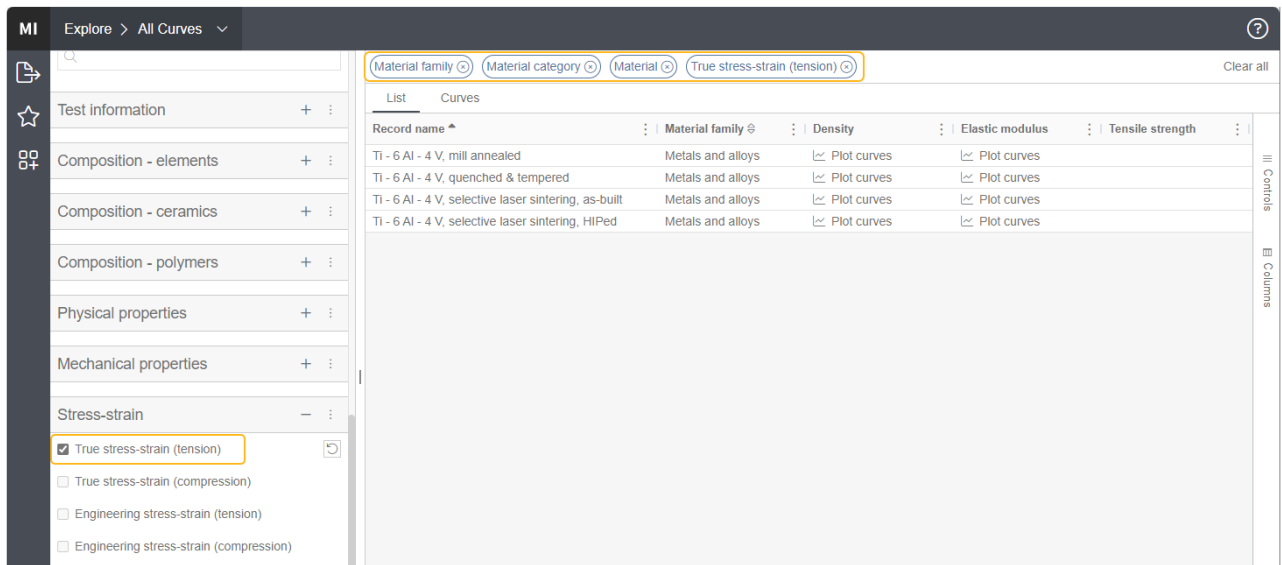 MI Explore > All Curves
Material family Material category Material True stress-strain (tension) Clear all
List Curves
Test information
Composition - elements
Composition - ceramics
Composition - polymers
Physical properties
Mechanical properties
Stress-strain
True stress-strain (tension)
True stress-strain (compression)
Engineering stress-strain (tension)
Engineering stress-strain (compression)
Record name Material family Density Elastic modulus Tensile strength
Ti - 6 Al - 4 V, mill annealed Metals and alloys Plot curves Plot curves
Ti - 6 Al - 4 V, quenched & tempered Metals and alloys Plot curves Plot curves
Ti - 6 Al - 4 V, selective laser sintering, as-built Metals and alloys Plot curves Plot curves
Ti - 6 Al - 4 V, selective laser sintering, HIPed Metals and alloys Plot curves Plot curves
Controls
Columns